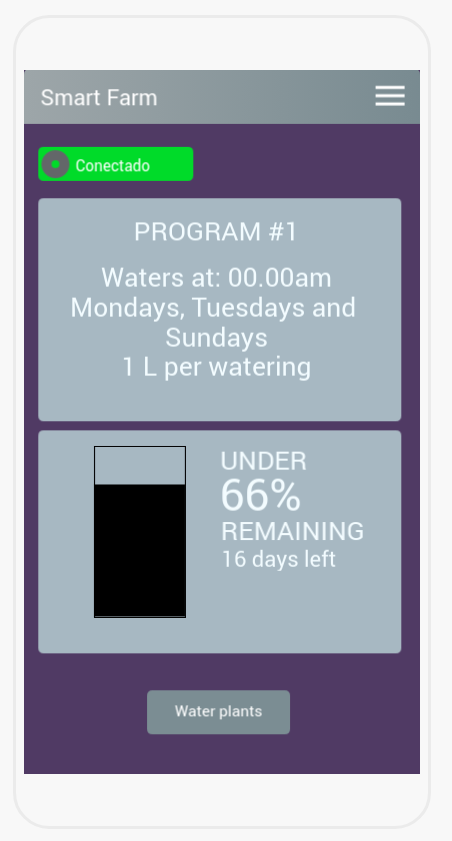 Smart Farm
Conectado
PROGRAM #1
Waters at: 00.00am
Mondays, Tuesdays and
Sundays
1 L per watering
UNDER
66%
REMAINING
16 days left
Water plants